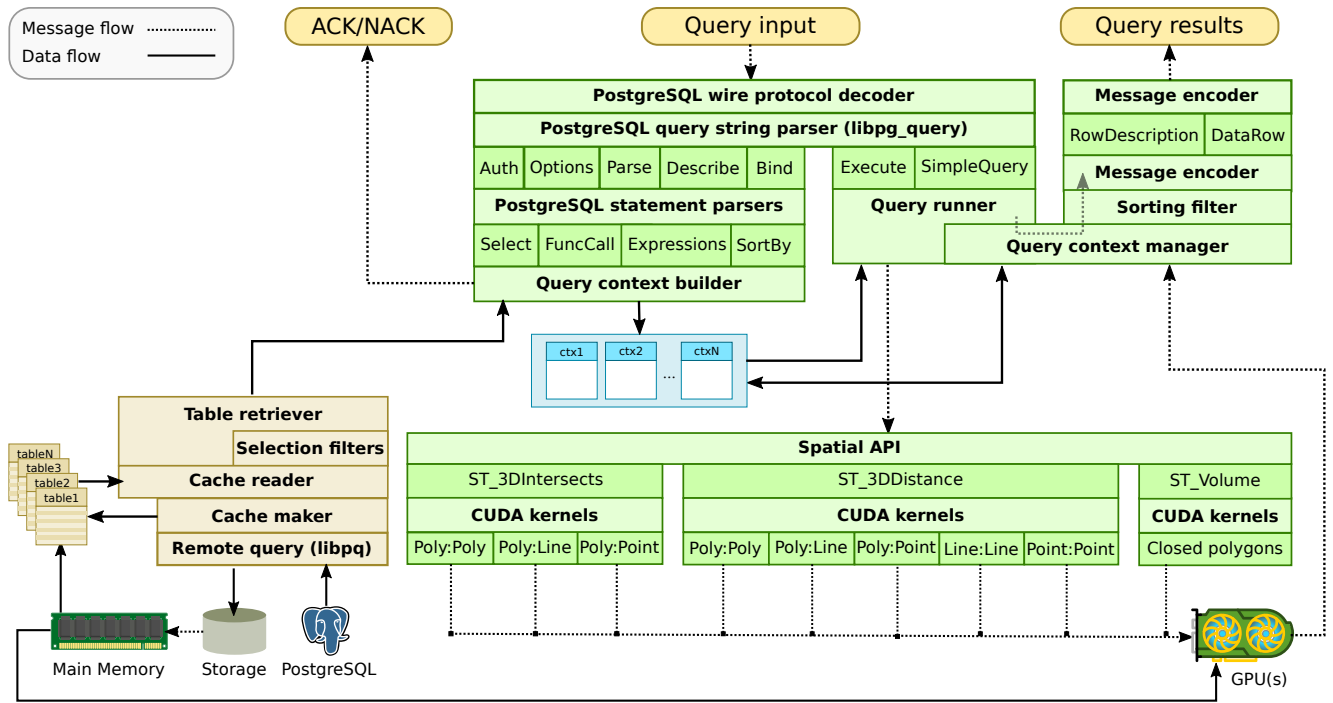 Message flow
Data flow
ACK/NACK
Query input
Query results
PostgreSQL wire protocol decoder
PostgreSQL query string parser (libpg_query)
Auth
Options
Parse
Describe
Bind
Execute
SimpleQuery
PostgreSQL statement parsers
Query runner
Select
FuncCall
Expressions
SortBy
Query context builder
Message encoder
RowDescription
DataRow
Message encoder
Sorting filter
Query context manager
ctx1
ctx2
...
ctxN
Table retriever
Selection filters
Cache reader
Cache maker
Remote query (libpq)
tableN
table3
table2
table1
Main Memory
Storage
PostgreSQL
Spatial API
ST_3DIntersects
CUDA kernels
Poly:Poly
Poly:Line
Poly:Point
ST_3DDistance
CUDA kernels
Poly:Poly
Poly:Line
Poly:Point
Line:Line
Point:Point
ST_Volume
CUDA kernels
Closed polygons
GPU(s)